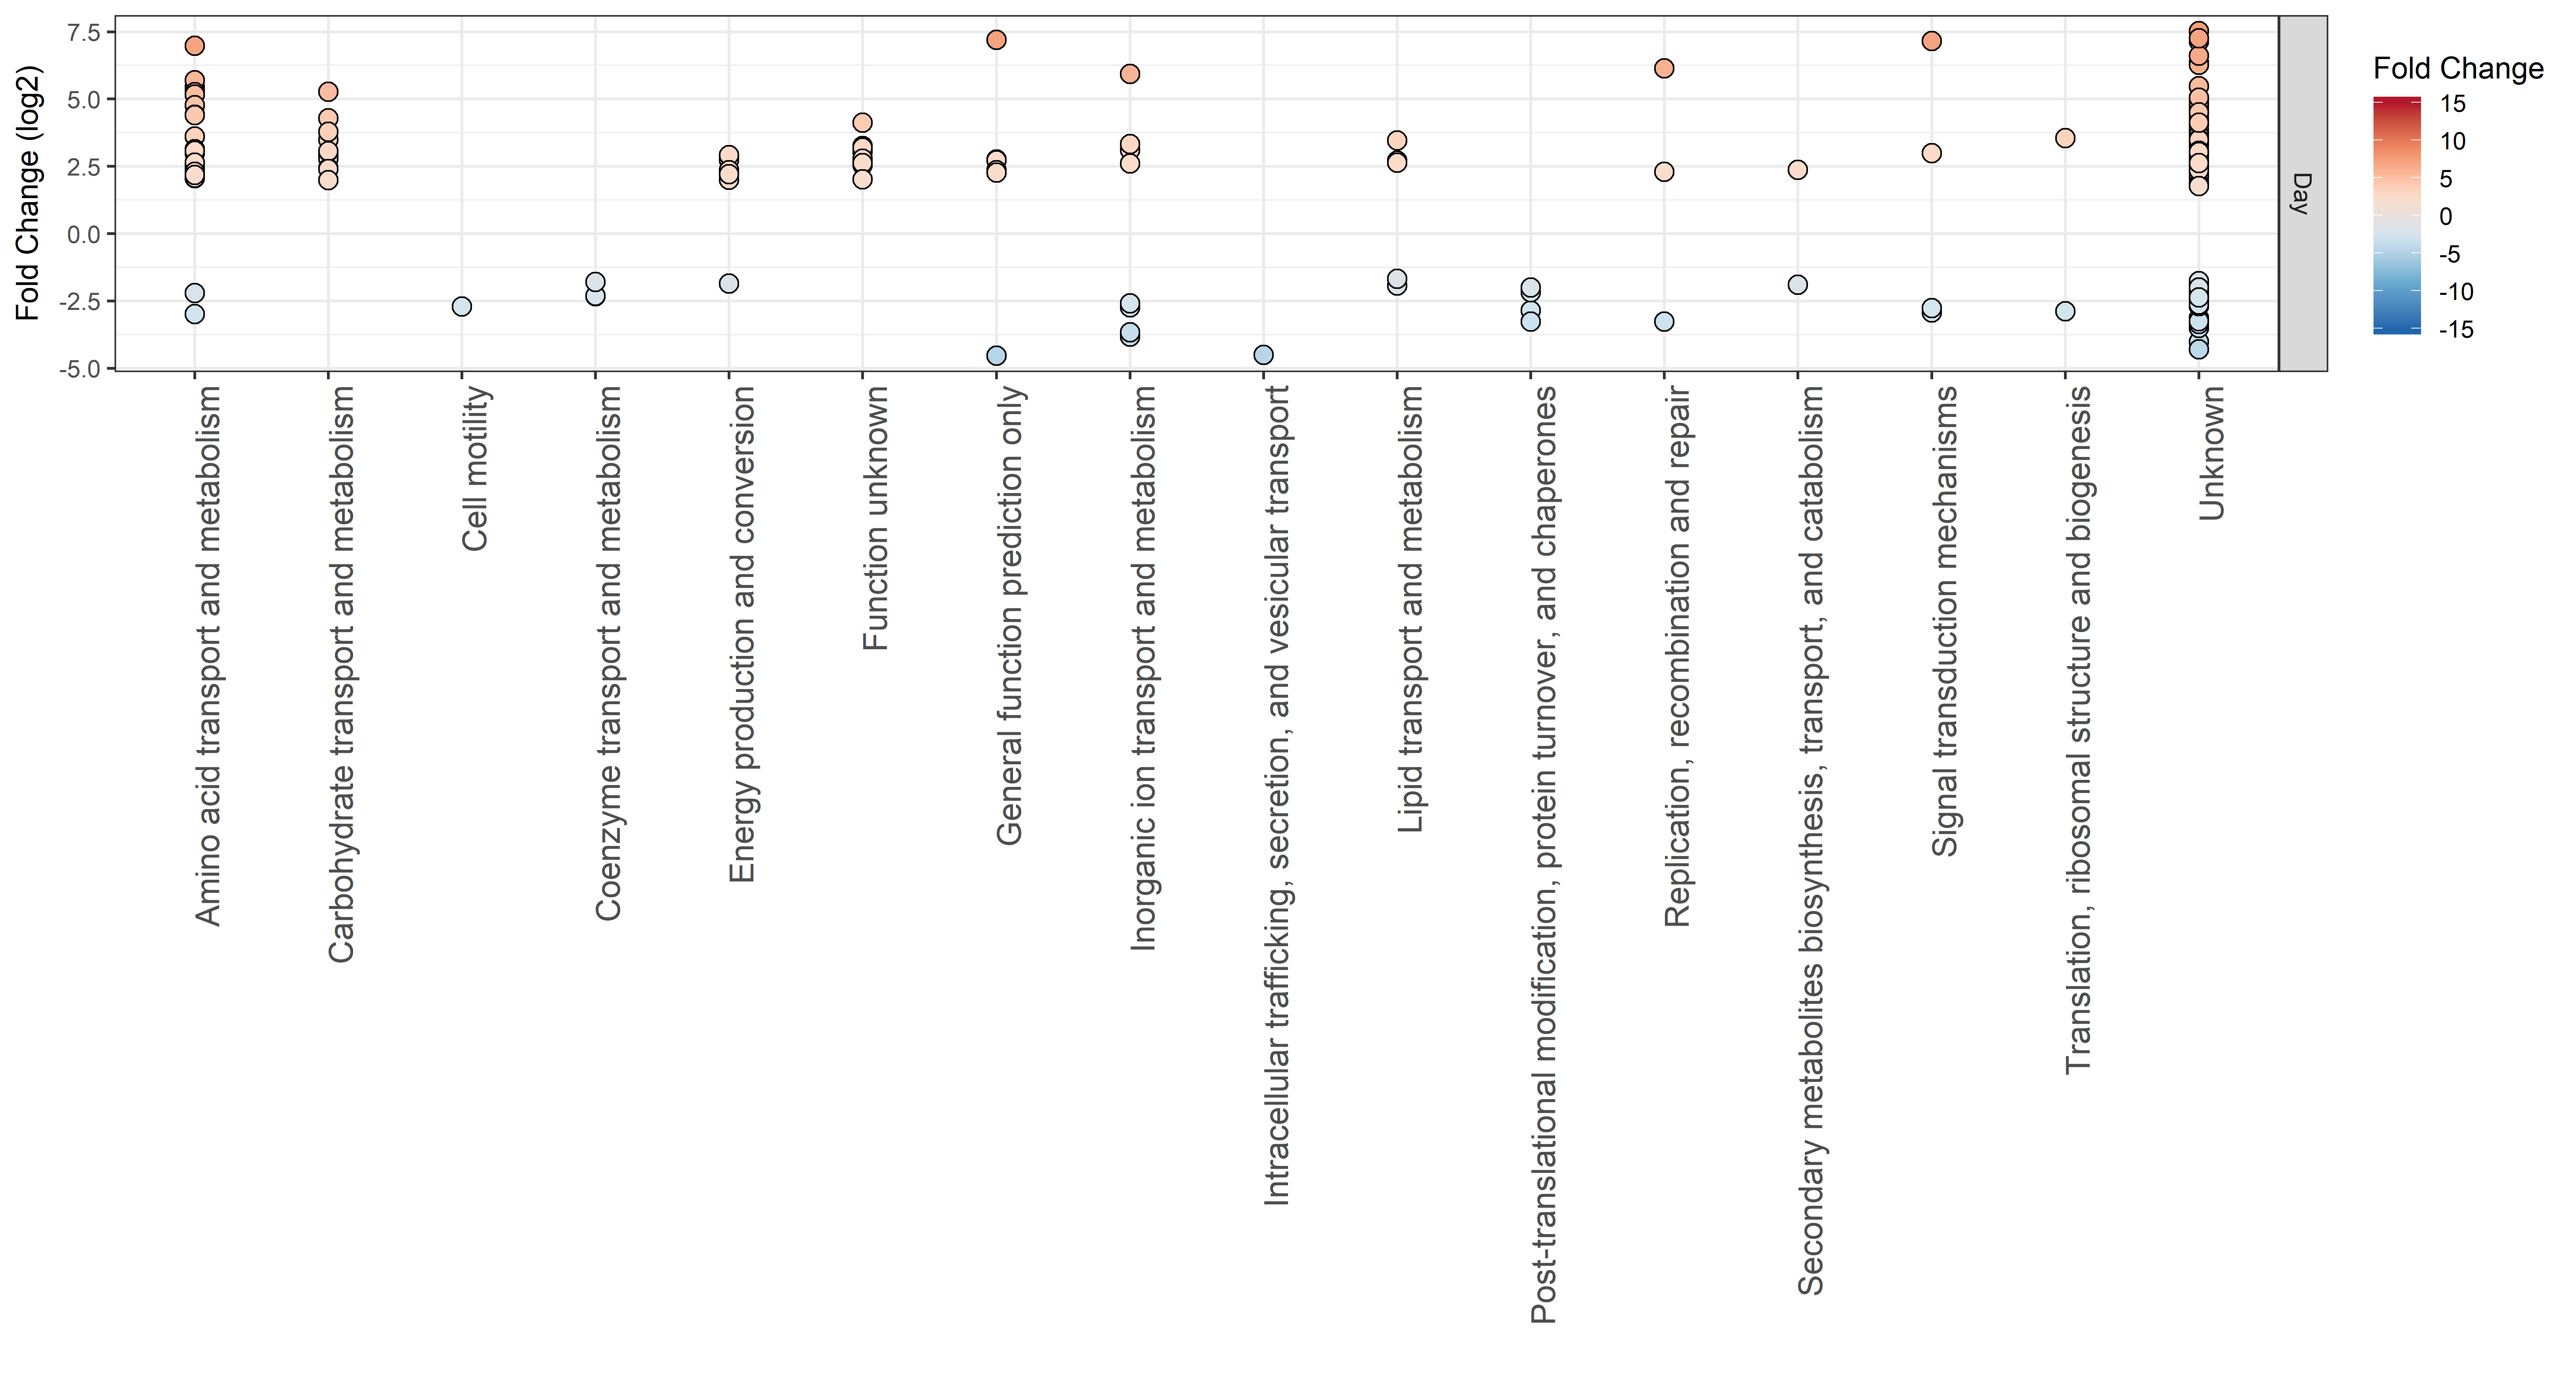 Fold Change (log2)
7.5
5.0
2.5
0.0
-2.5
-5.0
Day
Fold Change
15
10
5
0
-5
-10
-15
Amino acid transport and metabolism
Carbohydrate transport and metabolism
Cell motility
Coenzyme transport and metabolism
Energy production and conversion
Function unknown
General function prediction only
Inorganic ion transport and metabolism
Intracellular trafficking, secretion, and vesicular transport
Lipid transport and metabolism
Post-translational modification, protein turnover, and chaperones
Replication, recombination and repair
Secondary metabolites biosynthesis, transport, and catabolism
Signal transduction mechanisms
Translation, ribosomal structure and biogenesis
Unknown